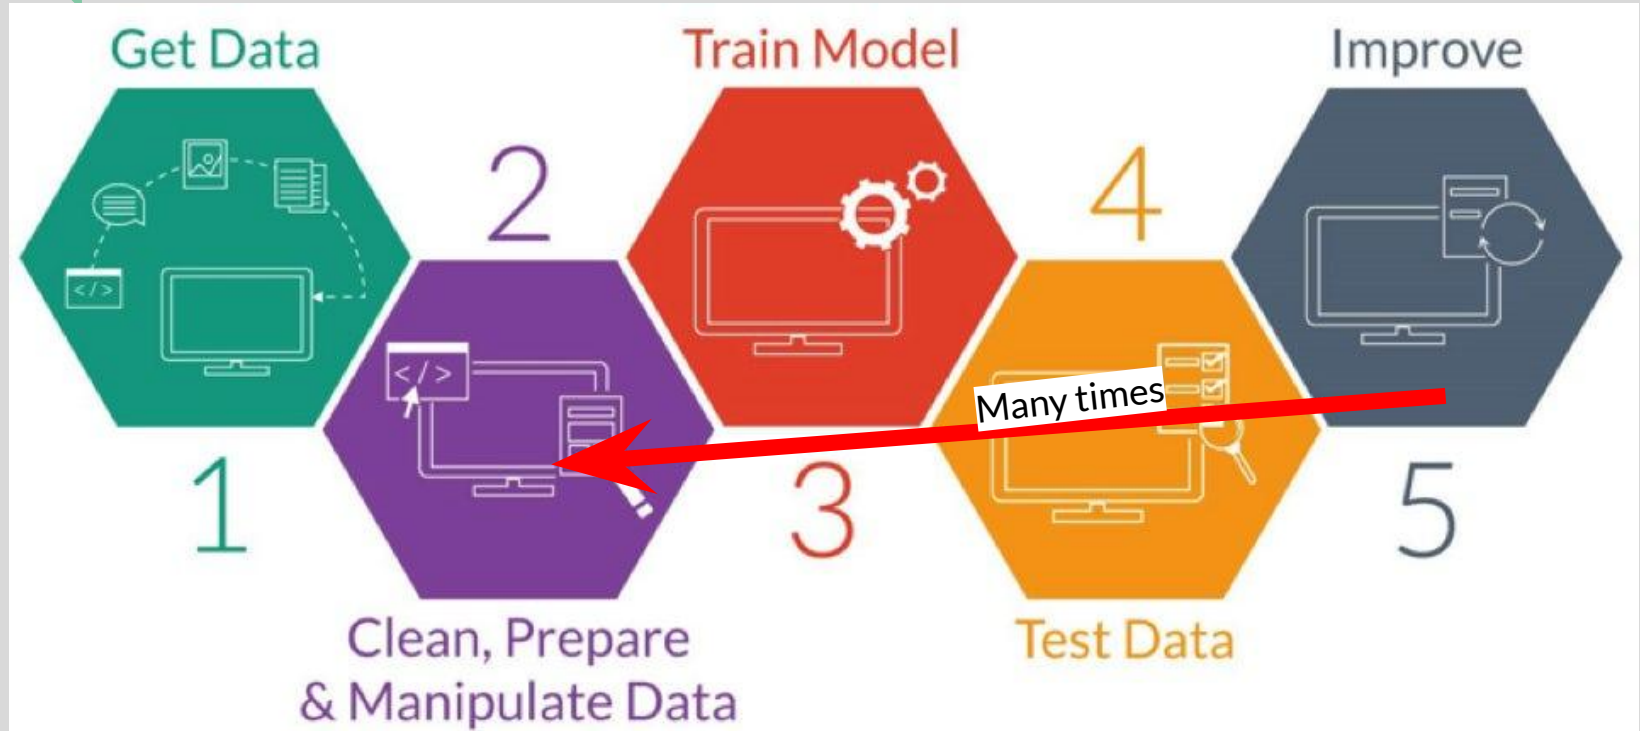 Get Data
1
2
Clean, Prepare
& Manipulate Data
</>
</>
Train Model
3
4
Test Data
Many times
Improve
5